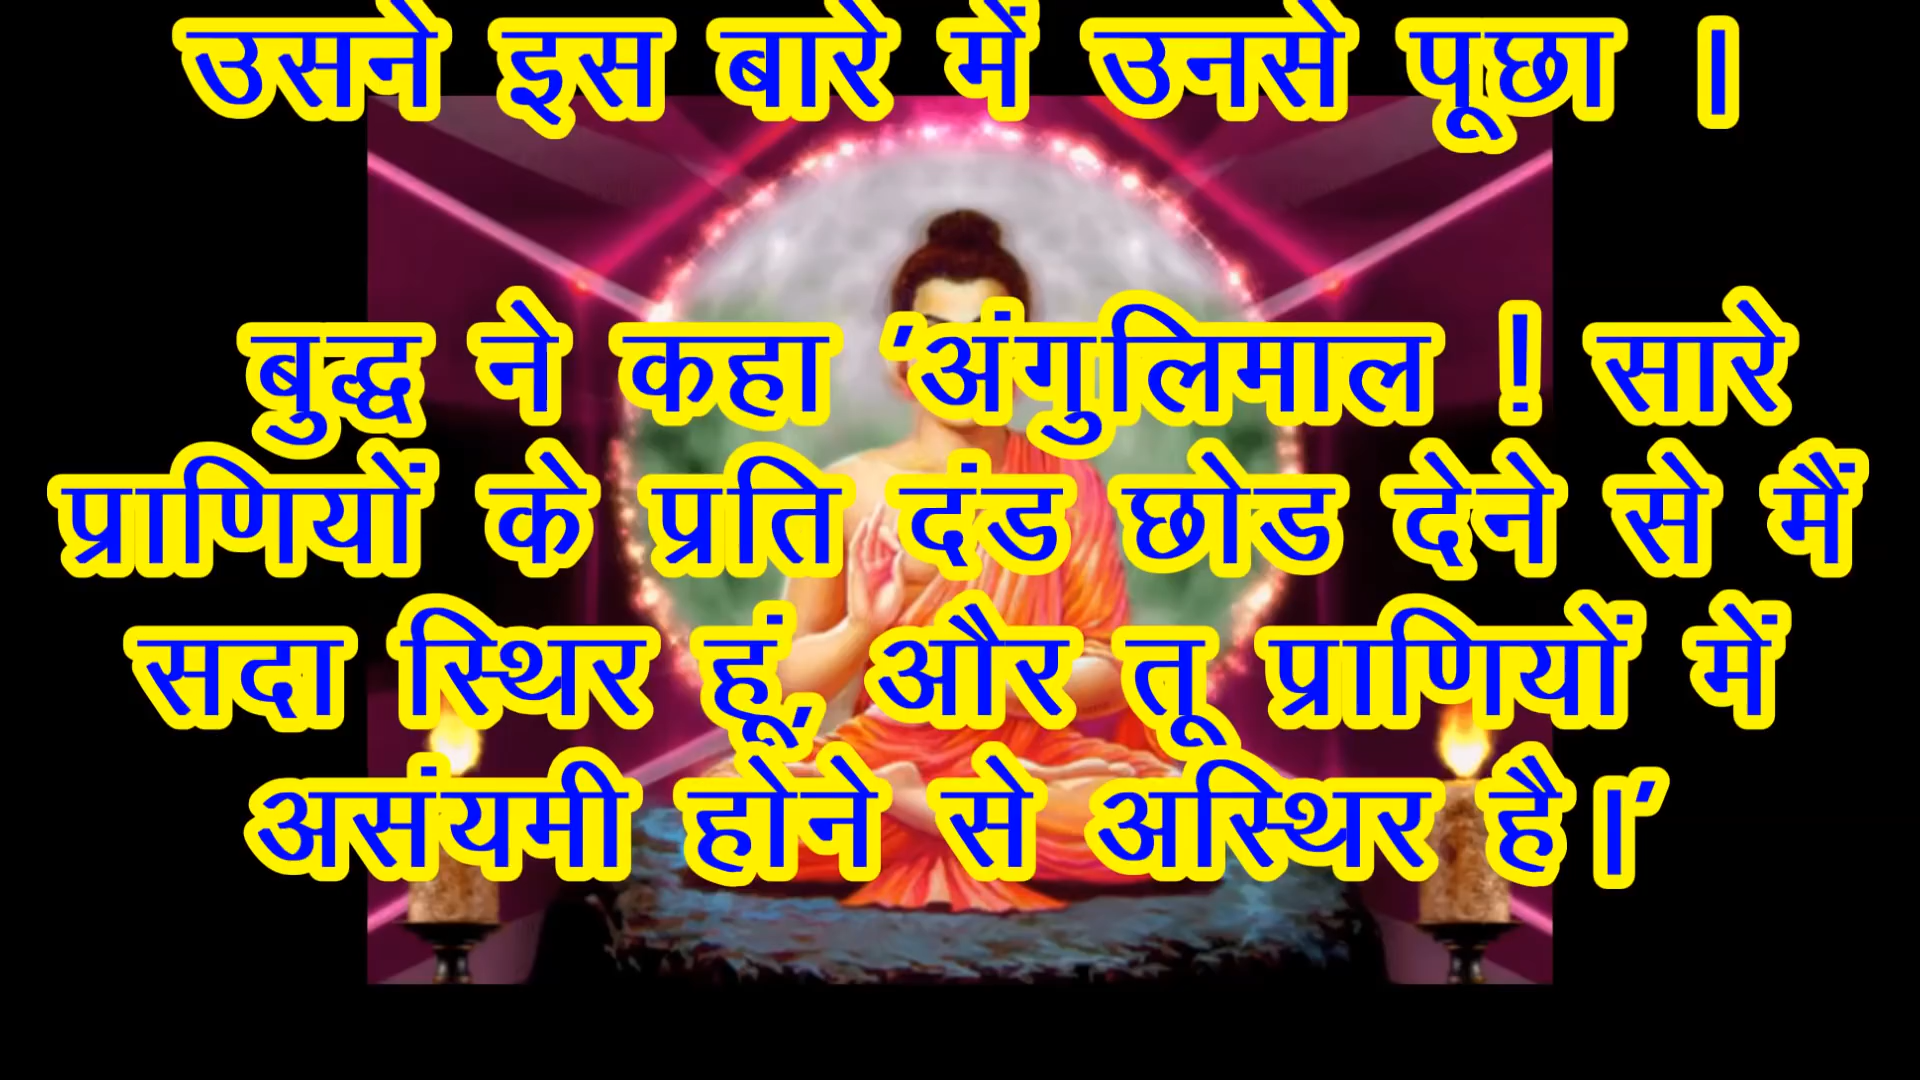 उसने इस बारे में उनसे पूछा ।
बुद्ध ने कहा ’अंगुलिमाल ! सारे
प्राणियों के प्रति दंड छोड देने से मैं
सदा स्थिर हूं, और तू प्राणियों में
असंयमी होने से अस्थिर है।’